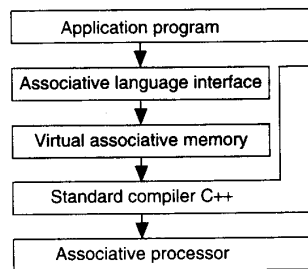 Application program
Associative language interface
Virtual associative memory
Standard compiler C++
Associative processor